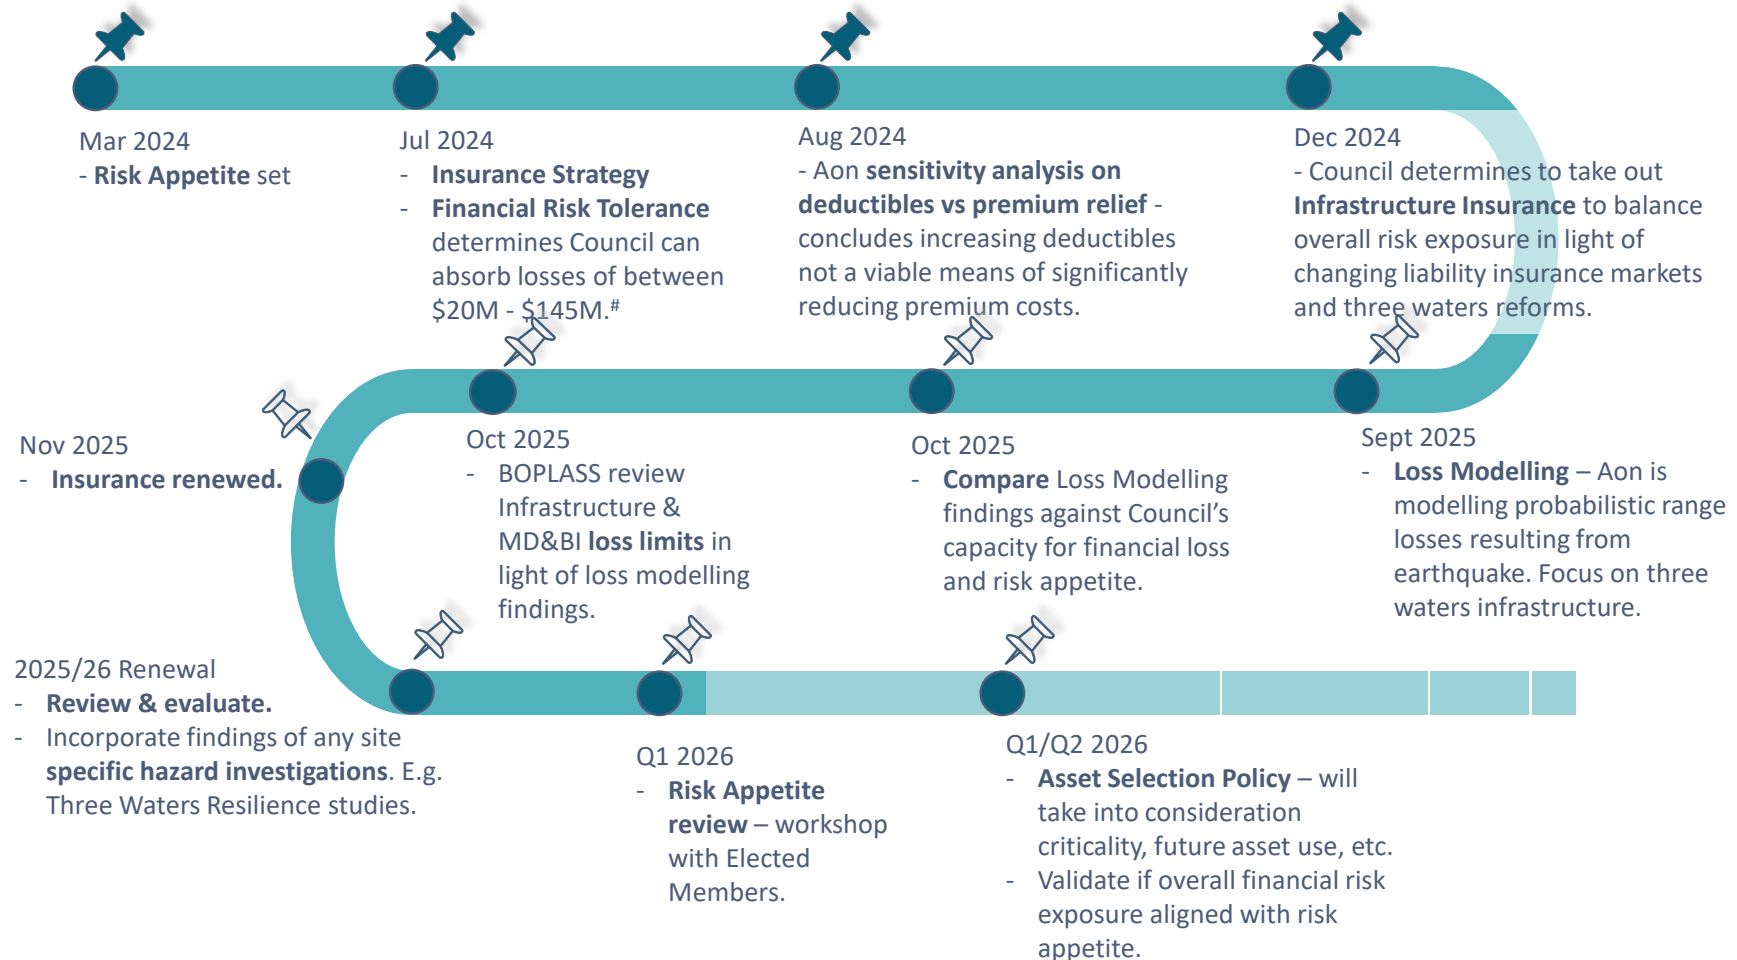 Mar 2024
- Risk Appetite set
Jul 2024
- Insurance Strategy
- Financial Risk Tolerance
determines Council can
absorb losses of between
$20M - $145M.#
Aug 2024
- Aon sensitivity analysis on
deductibles vs premium relief -
concludes increasing deductibles
not a viable means of significantly
reducing premium costs.
Dec 2024
- Council determines to take out
Infrastructure Insurance to balance
overall risk exposure in light of
changing liability insurance markets
and three waters reforms.
Sept 2025
- Loss Modelling – Aon is
modelling probabilistic range
losses resulting from
earthquake. Focus on three
waters infrastructure.
Oct 2025
- Compare Loss Modelling
findings against Council's
capacity for financial loss
and risk appetite.
Oct 2025
- BOPLASS review
Infrastructure &
MD&BI loss limits in
light of loss modelling
findings.
Nov 2025
- Insurance renewed.
2025/26 Renewal
- Review & evaluate.
- Incorporate findings of any site
specific hazard investigations. E.g.
Three Waters Resilience studies.
Q1 2026
- Risk Appetite
review – workshop
with Elected
Members.
Q1/Q2 2026
- Asset Selection Policy – will
take into consideration
criticality, future asset use, etc.
- Validate if overall financial risk
exposure aligned with risk
appetite.